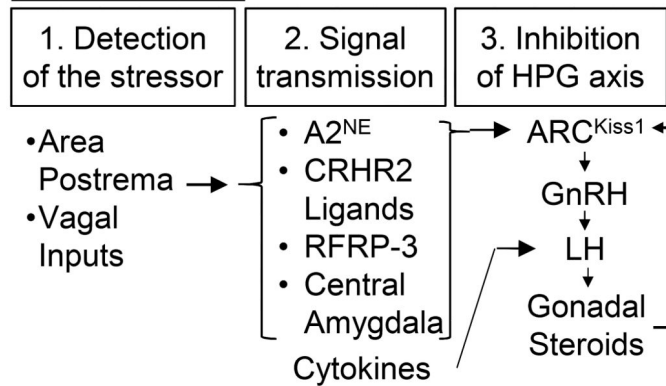 1. Detection
of the stressor
2. Signal
transmission
3. Inhibition
of HPG axis
•Area
Postrema
•Vagal
Inputs
• A2NE
• CRHR2
Ligands
• RFRP-3
• Central
Amygdala
Cytokines
ARCKiss1
GnRH
LH
Gonadal
Steroids